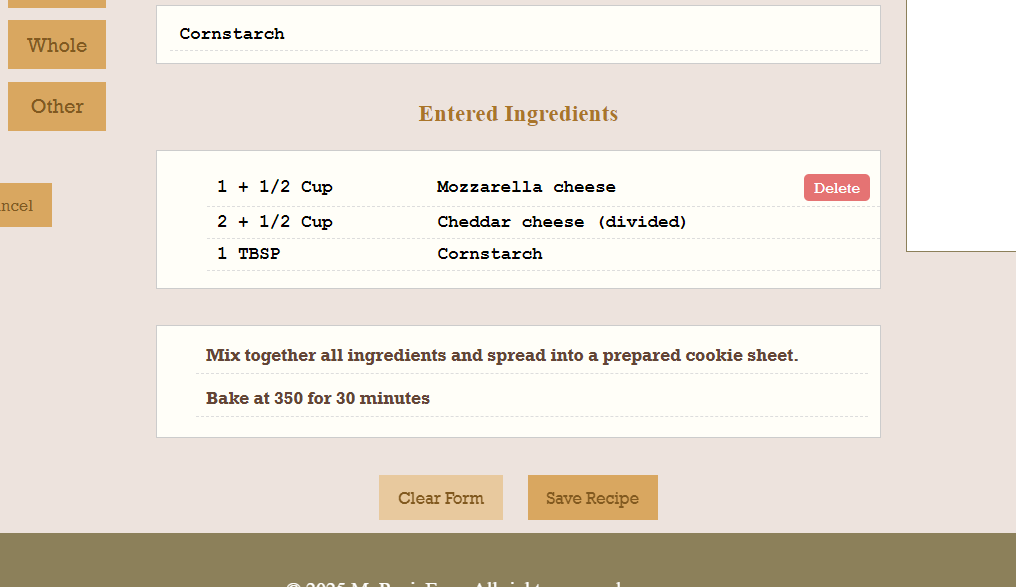 Cornstarch
Whole
Other
Entered Ingredients
1 + 1/2 Cup Mozzarella cheese Delete
ncel
2 + 1/2 Cup Cheddar cheese (divided)
1 TBSP Cornstarch
Mix together all ingredients and spread into a prepared cookie sheet.
Bake at 350 for 30 minutes
Clear Form Save Recipe
© 2025